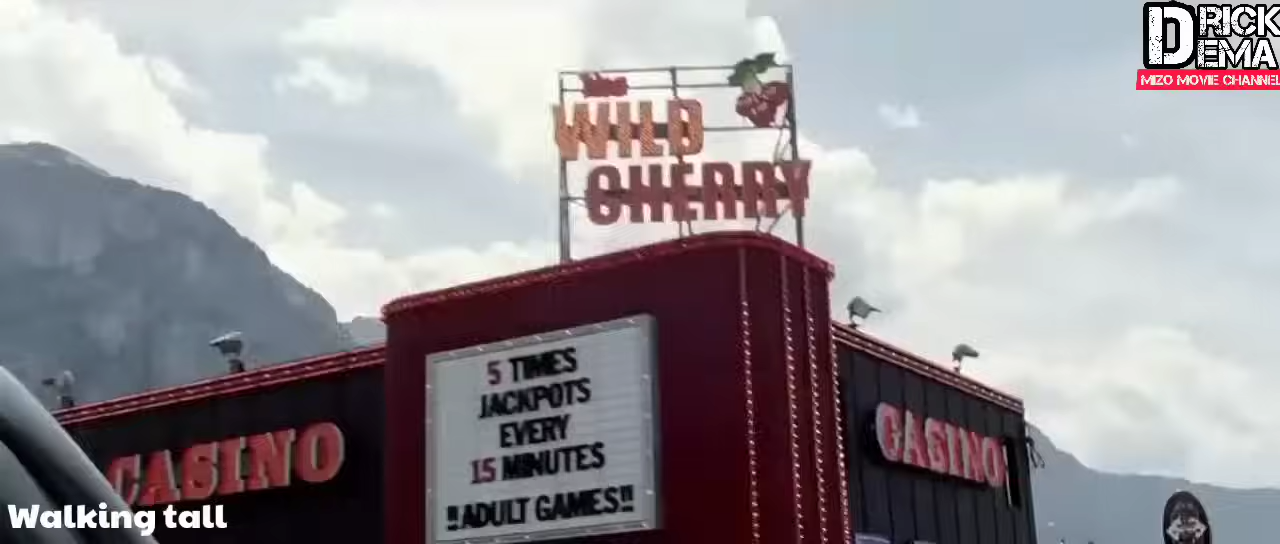 DRICK
DEMA
MIZO MOVIE CHANNEL
The
WILD
CHERRY
5 TIMES
JACKPOTS
EVERY
15 MINUTES
!!ADULT GAMES!!
CASINO
CASINO
Walking tall